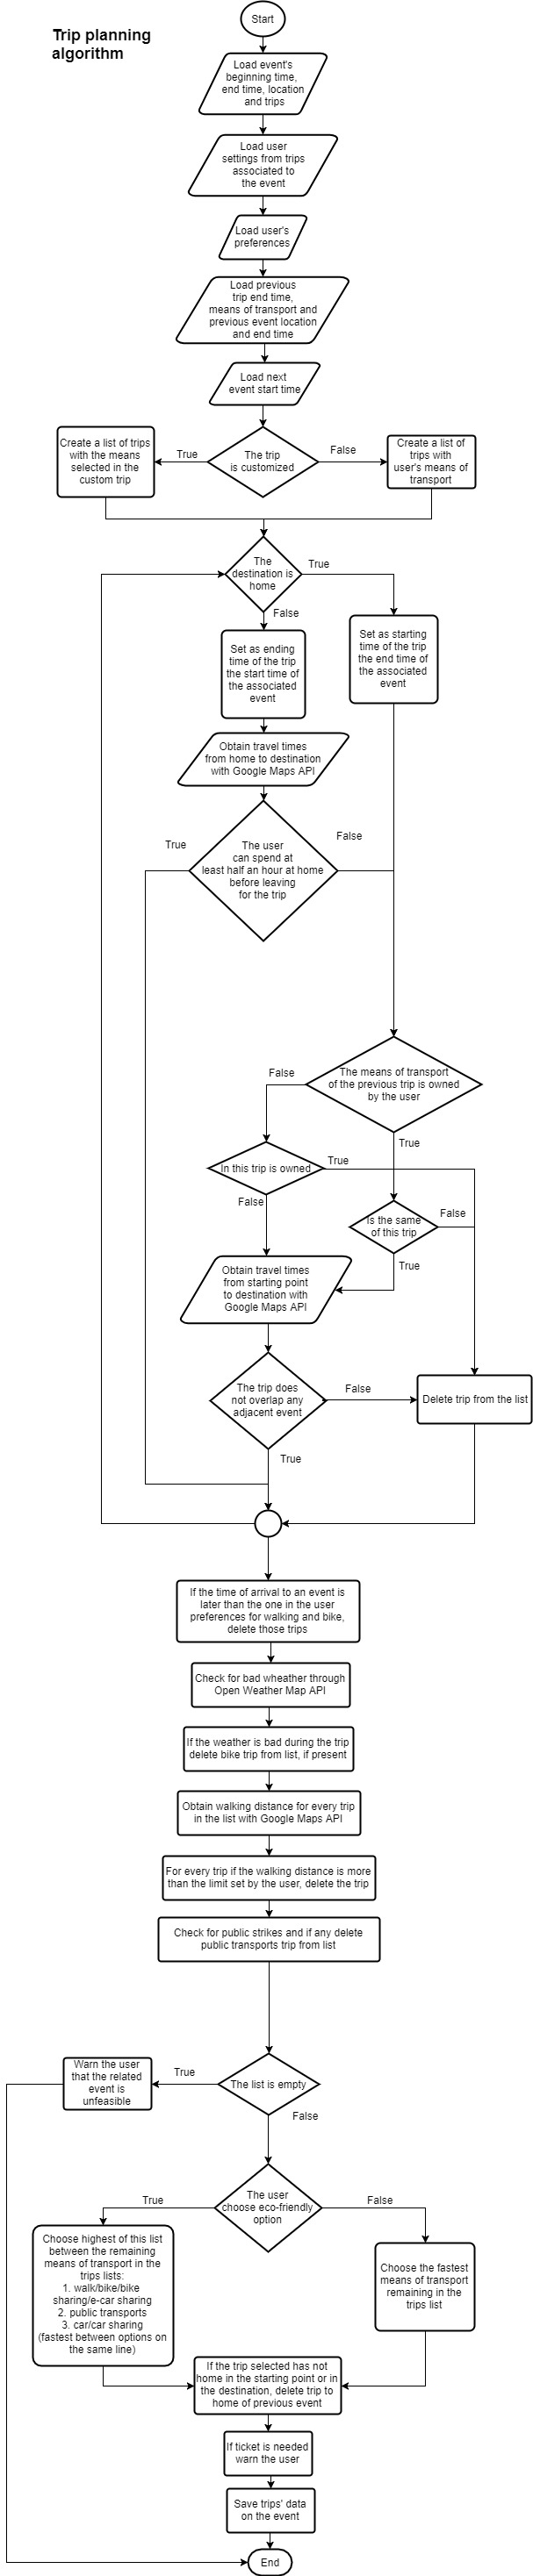 Trip planning
algorithm
Start
Load event's
beginning time,
end time, location
and trips
Load user
settings from trips
associated to
the event
Load user's
preferences
Load previous
trip end time,
means of transport and
previous event location
and end time
Load next
event start time
The trip
is customized
True
False
Create a list of trips
with the means
selected in the
custom trip
Create a list of
trips with
user's means of
transport
The
destination is
home
True
False
Set as ending
time of the trip
the start time of
the associated
event
Set as starting
time of the trip
the end time of
the associated
event
Obtain travel times
from home to destination
with Google Maps API
The user
can spend at
least half an hour at home
before leaving
for the trip
True
False
The means of transport
of the previous trip is owned
by the user
False
True
In this trip is owned
True
False
Is the same
of this trip
False
True
Obtain travel times
from starting point
to destination with
Google Maps API
The trip does
not overlap any
adjacent event
False
True
Delete trip from the list
If the time of arrival to an event is
later than the one in the user
preferences for walking and bike,
delete those trips
Check for bad wheather through
Open Weather Map API
If the weather is bad during the trip
delete bike trip from list, if present
Obtain walking distance for every trip
in the list with Google Maps API
For every trip if the walking distance is more
than the limit set by the user, delete the trip
Check for public strikes and if any delete
public transports trip from list
The list is empty
True
False
Warn the user
that the related
event is
unfeasible
The user
choose eco-friendly
option
True
False
Choose highest of this list
between the remaining
means of transport in the
trips lists:
1. walk/bike/bike
sharing/e-car sharing
2. public transports
3. car/car sharing
(fastest between options on
the same line)
Choose the fastest
means of transport
remaining in the
trips list
If the trip selected has not
home in the starting point or in
the destination, delete trip to
home of previous event
If ticket is needed
warn the user
Save trips' data
on the event
End